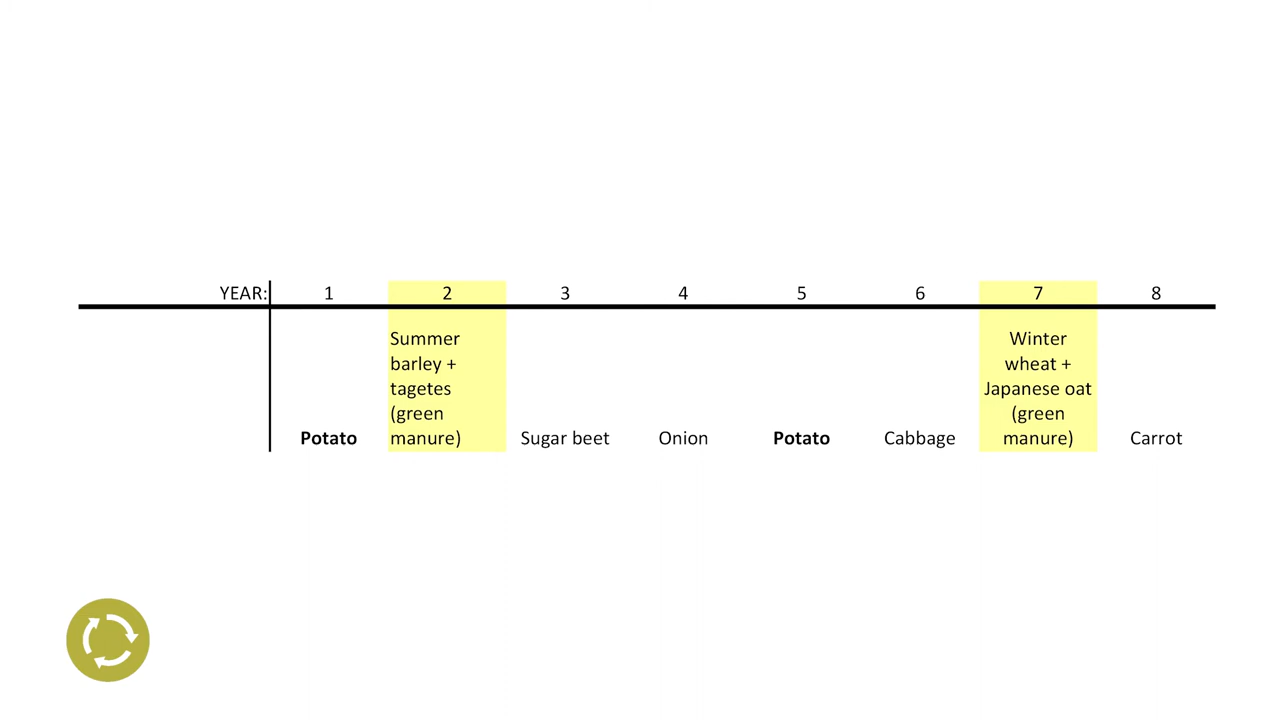 YEAR: 1 2 3 4 5 6 7 8
Potato
Summer
barley +
tagetes
(green
manure)
Sugar beet
Onion
Potato
Cabbage
Winter
wheat +
Japanese oat
(green
manure)
Carrot